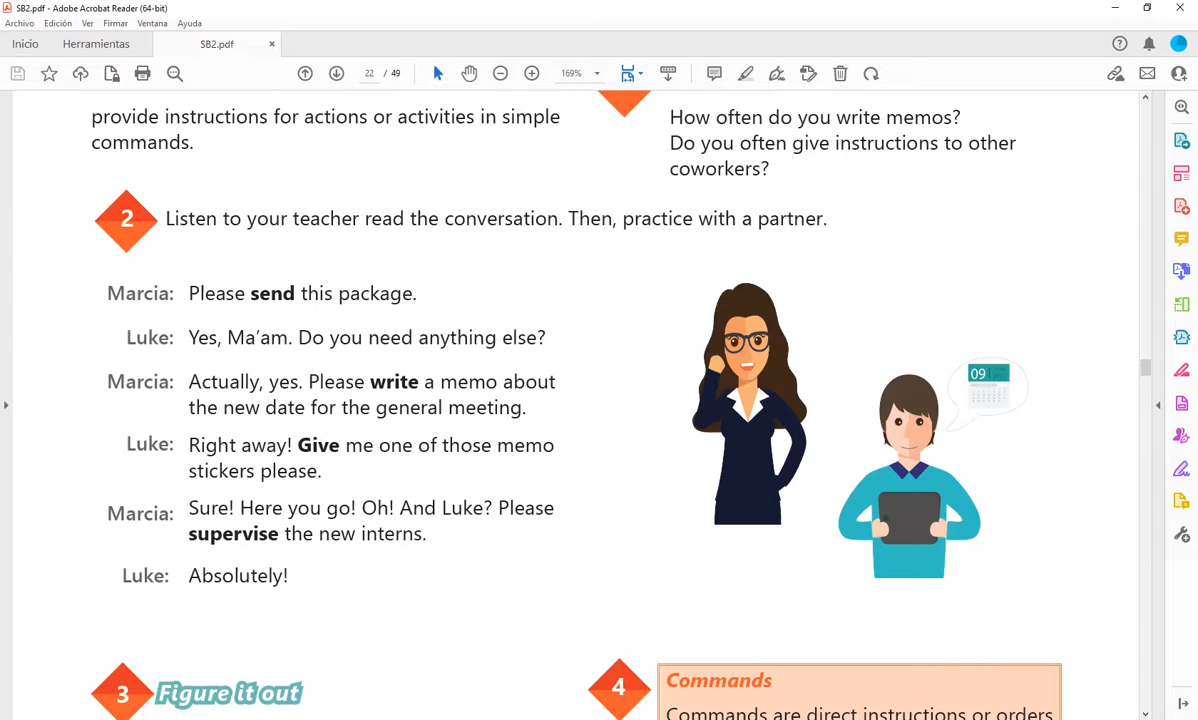 SB2.pdf - Adobe Acrobat Reader (64-bit)
Archivo Edición Ver Firmar Ventana Ayuda
Inicio Herramientas SB2.pdf ×
22 / 49 169%
provide instructions for actions or activities in simple
commands.
How often do you write memos?
Do you often give instructions to other
coworkers?
2 Listen to your teacher read the conversation. Then, practice with a partner.
Marcia: Please send this package.
Luke: Yes, Ma’am. Do you need anything else?
Marcia: Actually, yes. Please write a memo about
the new date for the general meeting.
Luke: Right away! Give me one of those memo
stickers please.
Marcia: Sure! Here you go! Oh! And Luke? Please
supervise the new interns.
Luke: Absolutely!
09
3 Figure it out
4 Commands
Commands are direct instructions or orders